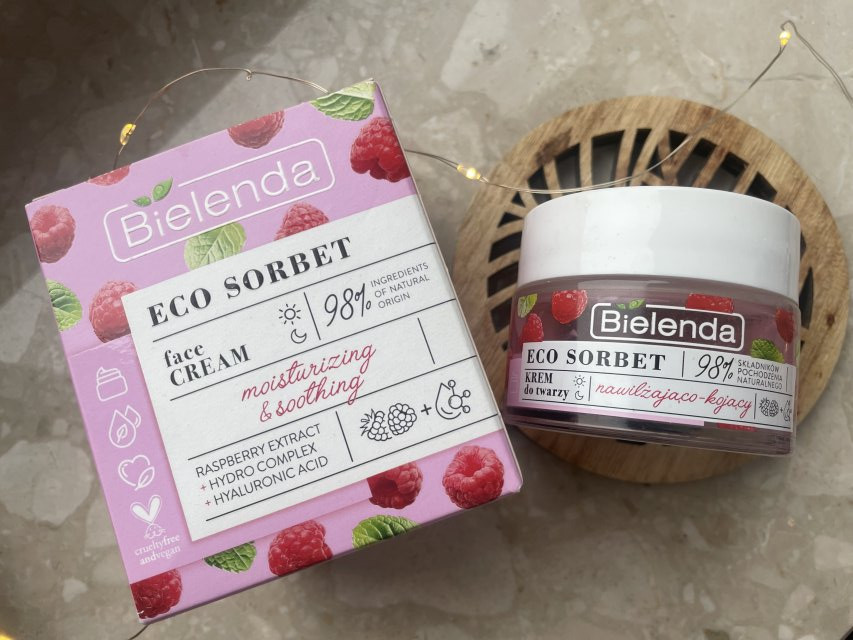 Bielenda
ECO SORBET
face
CREAM
98%
INGREDIENTS
OF NATURAL
ORIGIN
moisturizing
& soothing
RASPBERRY EXTRACT
+ HYDRO COMPLEX
+ HYALURONIC ACID
crueltyfree
andvegan
Bielenda
ECO SORBET
98%
SKŁADNIKÓW
POCHODZENIA
NATURALNEGO
KREM
do twarzy
nawilżająco-kojący